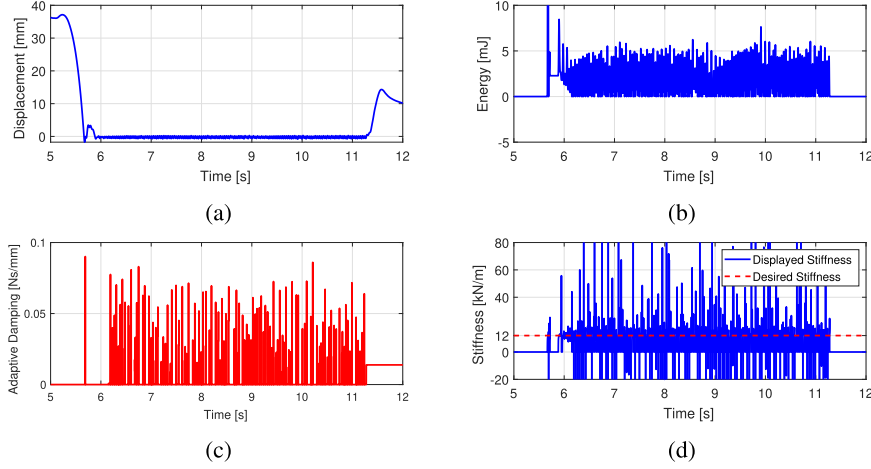 Displacement [mm]
40
30
20
10
0
5 6 7 8 9 10 11 12
Time [s]
(a)
Energy [mJ]
10
5
0
-5
5 6 7 8 9 10 11 12
Time [s]
(b)
Adaptive Damping [Ns/mm]
0.1
0.05
0
5 6 7 8 9 10 11 12
Time [s]
(c)
Stiffness [kN/m]
80
60
40
12
0
-20
Displayed Stiffness
Desired Stiffness
5 6 7 8 9 10 11 12
Time [s]
(d)